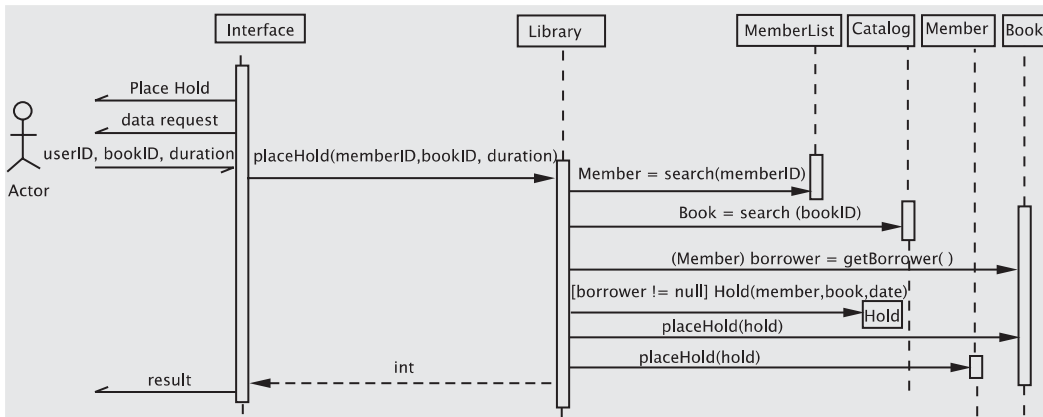 Interface
Library
MemberList
Catalog
Member
Book
Place Hold
data request
userID, bookID, duration
Actor
placeHold(memberID,bookID, duration)
Member = search(memberID)
Book = search (bookID)
(Member) borrower = getBorrower( )
[borrower != null] Hold(member,book,date)
Hold
placeHold(hold)
placeHold(hold)
int
result